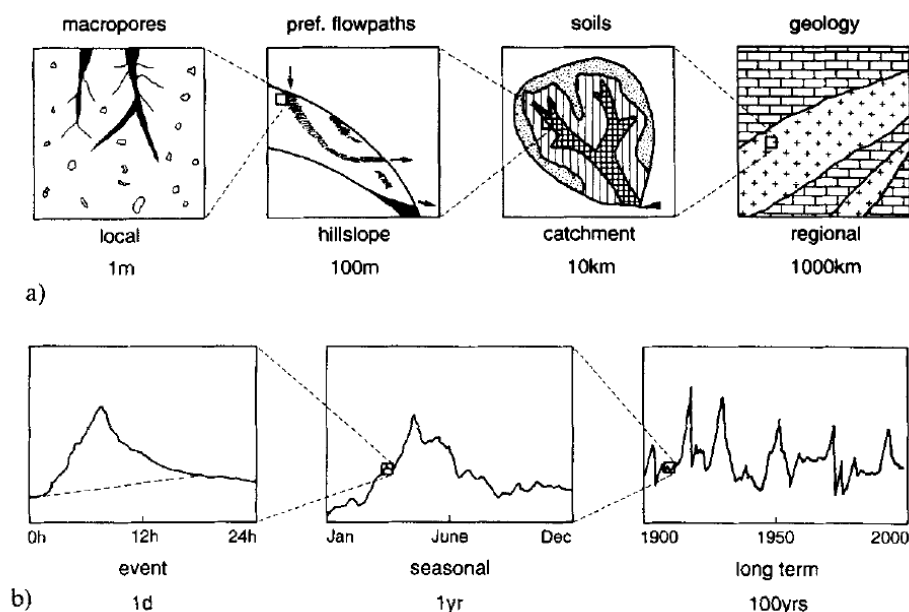 macropores pref. flowpaths soils geology
local hillslope catchment regional
1m 100m 10km 1000km
a)
0h 12h 24h Jan June Dec 1900 1950 2000
event seasonal long term
b) 1d 1yr 100yrs